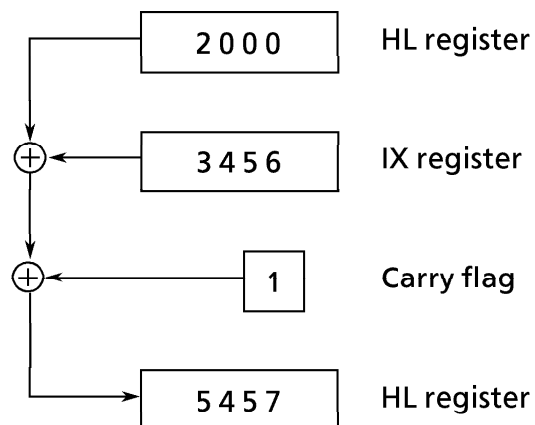 2000 HL register
3456 IX register
1 Carry flag
5457 HL register